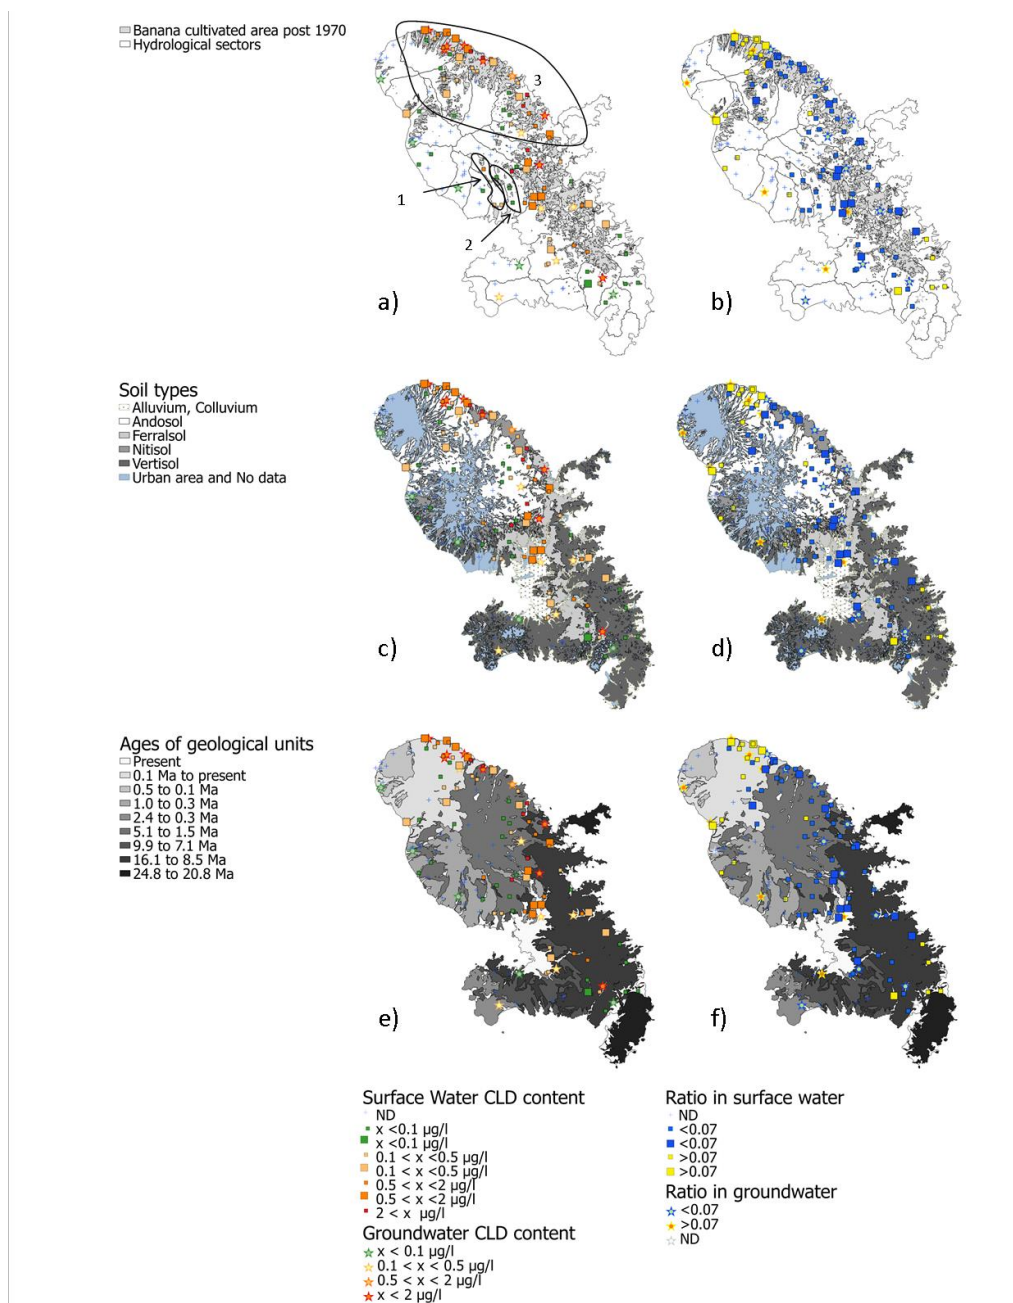 Banana cultivated area post 1970
Hydrological sectors
3
1
2
a)
b)
Soil types
Alluvium, Colluvium
Andosol
Ferralsol
Nitisol
Vertisol
Urban area and No data
c)
d)
Ages of geological units
Present
0.1 Ma to present
0.5 to 0.1 Ma
1.0 to 0.3 Ma
2.4 to 0.3 Ma
5.1 to 1.5 Ma
9.9 to 7.1 Ma
16.1 to 8.5 Ma
24.8 to 20.8 Ma
e)
f)
Surface Water CLD content
ND
x <0.1 µg/l
x <0.1 µg/l
0.1 < x <0.5 µg/l
0.1 < x <0.5 µg/l
0.5 < x <2 µg/l
0.5 < x <2 µg/l
2 < x µg/l
Groundwater CLD content
x < 0.1 µg/l
0.1 < x < 0.5 µg/l
0.5 < x < 2 µg/l
x < 2 µg/l
Ratio in surface water
ND
<0.07
<0.07
>0.07
>0.07
Ratio in groundwater
<0.07
>0.07
ND